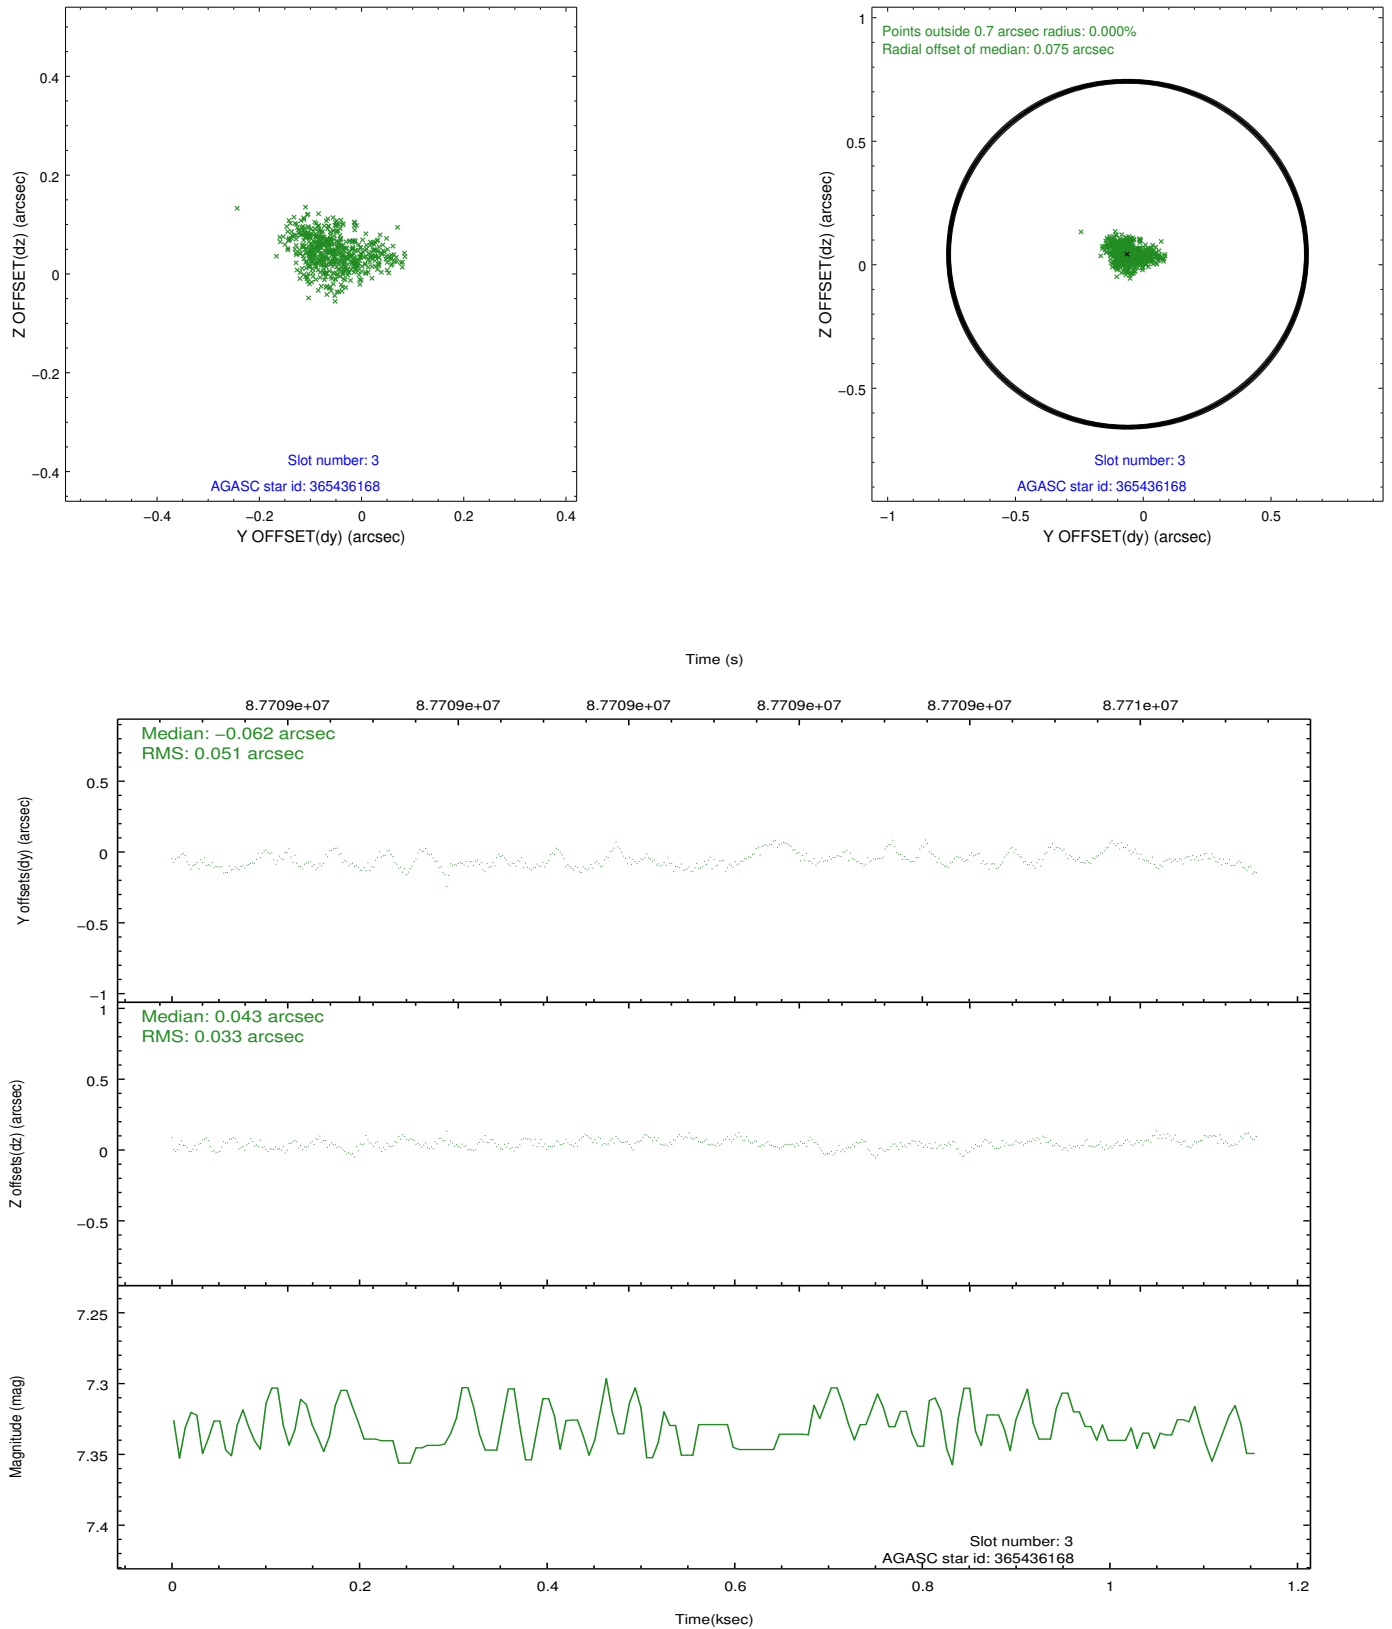 0.4
0.2
0
−0.2
−0.4
Z OFFSET(dz) (arcsec)
Slot number: 3
AGASC star id: 365436168
−0.4 −0.2 0 0.2 0.4
Y OFFSET(dy) (arcsec)
Points outside 0.7 arcsec radius: 0.000%
Radial offset of median: 0.075 arcsec
1
0.5
0
−0.5
Z OFFSET(dz) (arcsec)
Slot number: 3
AGASC star id: 365436168
−1 −0.5 0 0.5
Y OFFSET(dy) (arcsec)
Time (s)
8.7709e+07 8.7709e+07 8.7709e+07 8.7709e+07 8.7709e+07 8.771e+07
Median: −0.062 arcsec
RMS: 0.051 arcsec
0.5
0
−0.5
−1
Y offsets(dy) (arcsec)
Median: 0.043 arcsec
RMS: 0.033 arcsec
1
0.5
0
−0.5
Z offsets(dz) (arcsec)
7.25
7.3
7.35
7.4
Magnitude (mag)
Slot number: 3
AGASC star id: 365436168
0 0.2 0.4 0.6 0.8 1 1.2
Time(ksec)